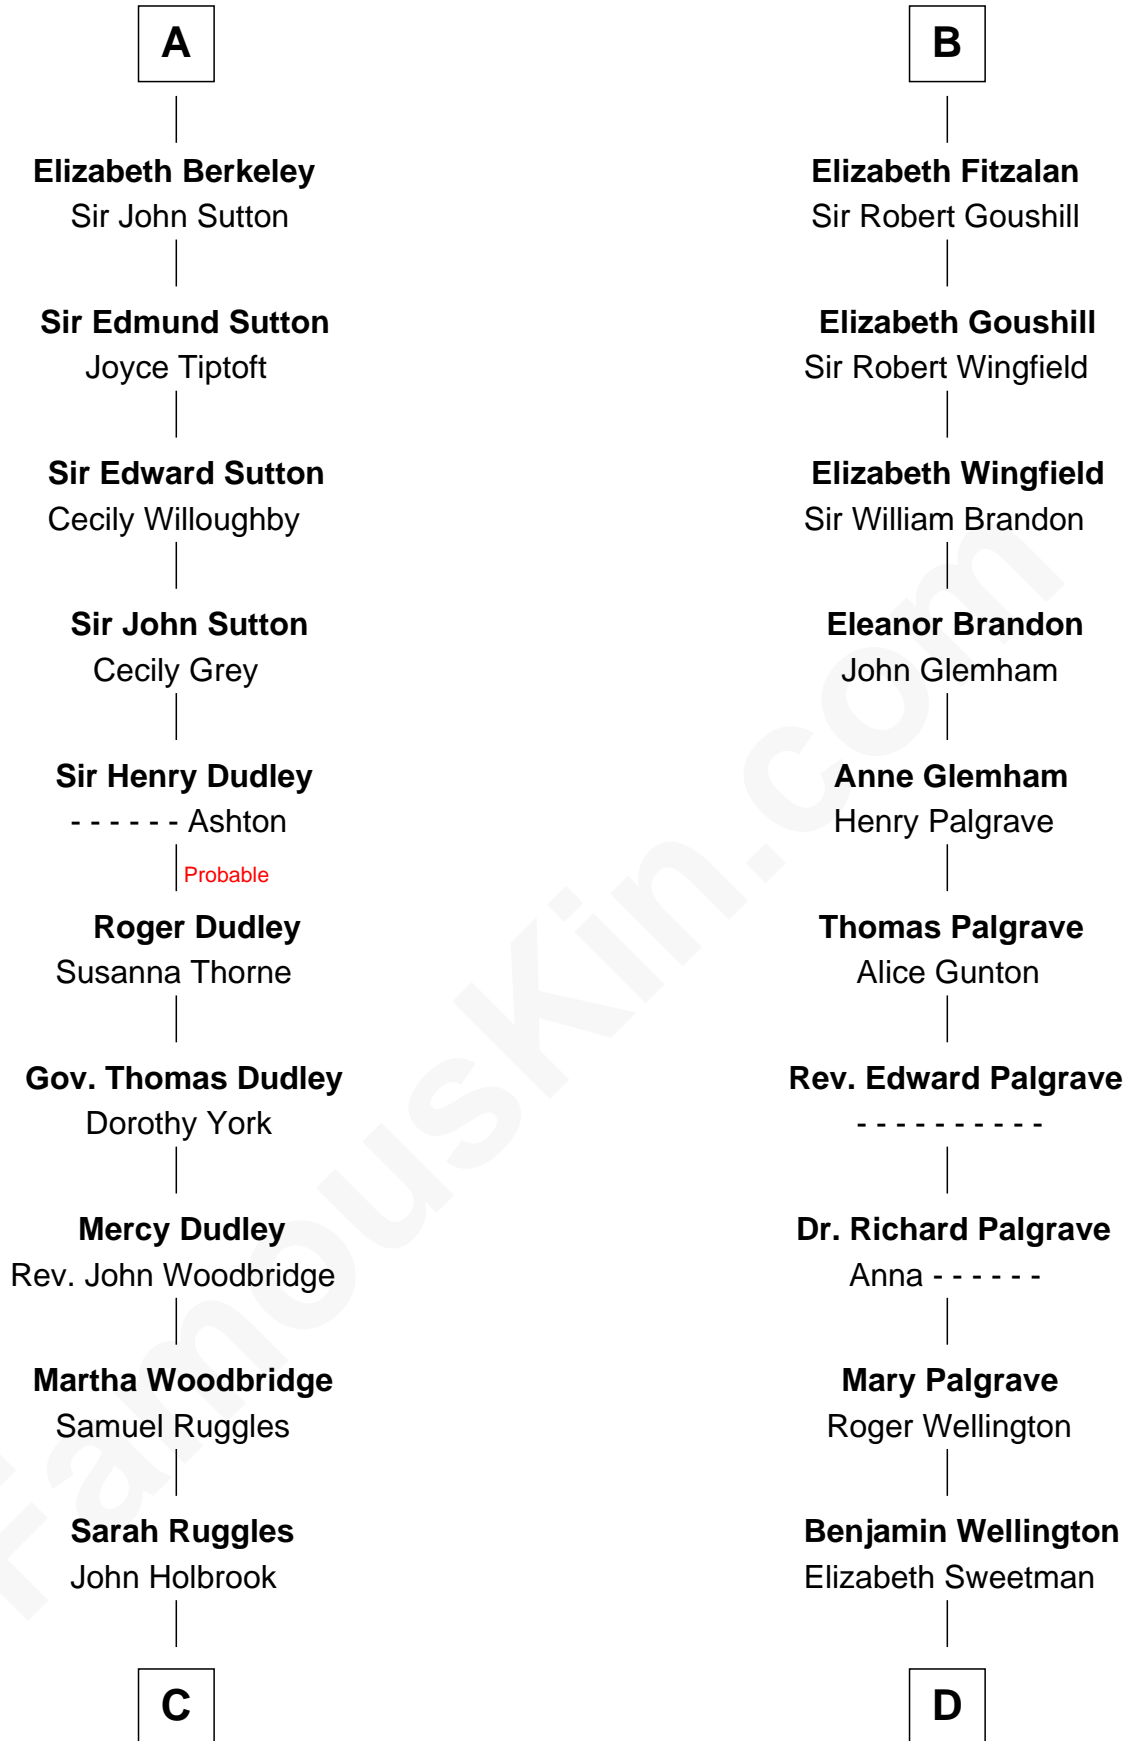 A
Elizabeth Berkeley
Sir John Sutton
Sir Edmund Sutton
Joyce Tiptoft
Sir Edward Sutton
Cecily Willoughby
Sir John Sutton
Cecily Grey
Sir Henry Dudley
- - - - - - Ashton
Probable
Roger Dudley
Susanna Thorne
Gov. Thomas Dudley
Dorothy York
Mercy Dudley
Rev. John Woodbridge
Martha Woodbridge
Samuel Ruggles
Sarah Ruggles
John Holbrook
C
B
Elizabeth Fitzalan
Sir Robert Goushill
Elizabeth Goushill
Sir Robert Wingfield
Elizabeth Wingfield
Sir William Brandon
Eleanor Brandon
John Glemham
Anne Glemham
Henry Palgrave
Thomas Palgrave
Alice Gunton
Rev. Edward Palgrave
- - - - - - - - - -
Dr. Richard Palgrave
Anna - - - - - -
Mary Palgrave
Roger Wellington
Benjamin Wellington
Elizabeth Sweetman
D
FamousKin.com